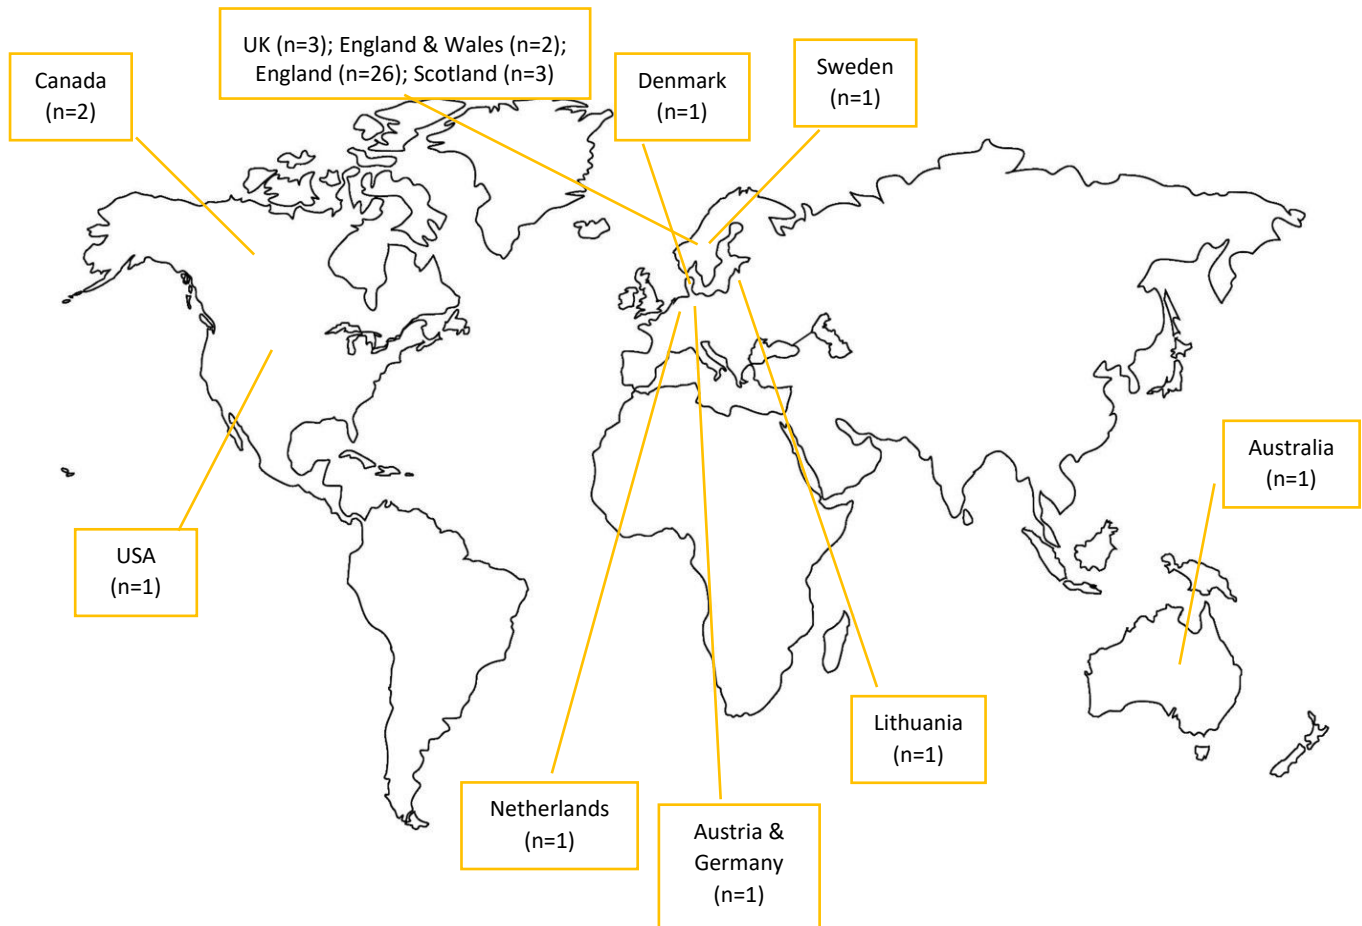 UK (n=3); England & Wales (n=2);
England (n=26); Scotland (n=3)
Canada
(n=2)
Denmark
(n=1)
Sweden
(n=1)
Australia
(n=1)
USA
(n=1)
Lithuania
(n=1)
Netherlands
(n=1)
Austria &
Germany
(n=1)